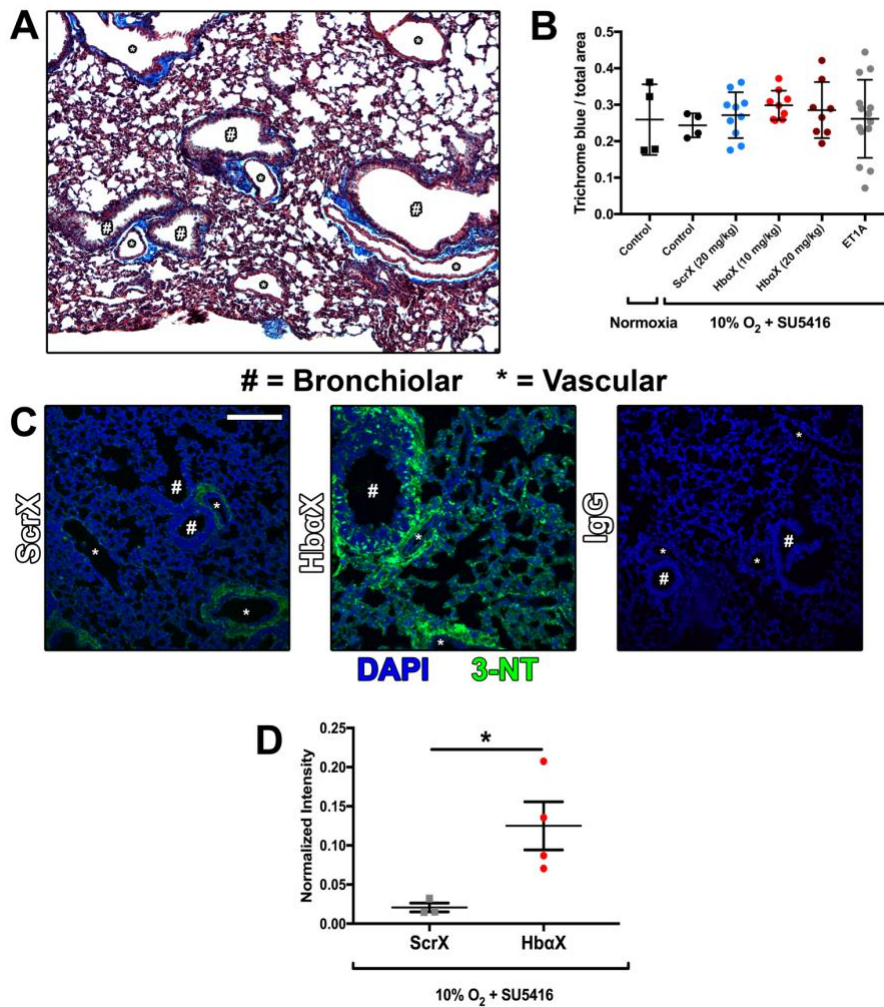 A
*
*
#
*
#
#
*
#
*
*
B
Trichrome blue / total area
0.5
0.4
0.3
0.2
0.1
0.0
Control
Control
ScrX (20 mg/kg)
HbαX (10 mg/kg)
HbαX (20 mg/kg)
ET1A
Normoxia
10% O₂ + SU5416
# = Bronchiolar * = Vascular
C
ScrX
#
*
#
*
*
HbαX
#
*
*
IgG
*
#
*
*
#
DAPI 3-NT
D
Normalized Intensity
0.25
0.20
0.15
0.10
0.05
0.00
*
ScrX
HbαX
10% O₂ + SU5416